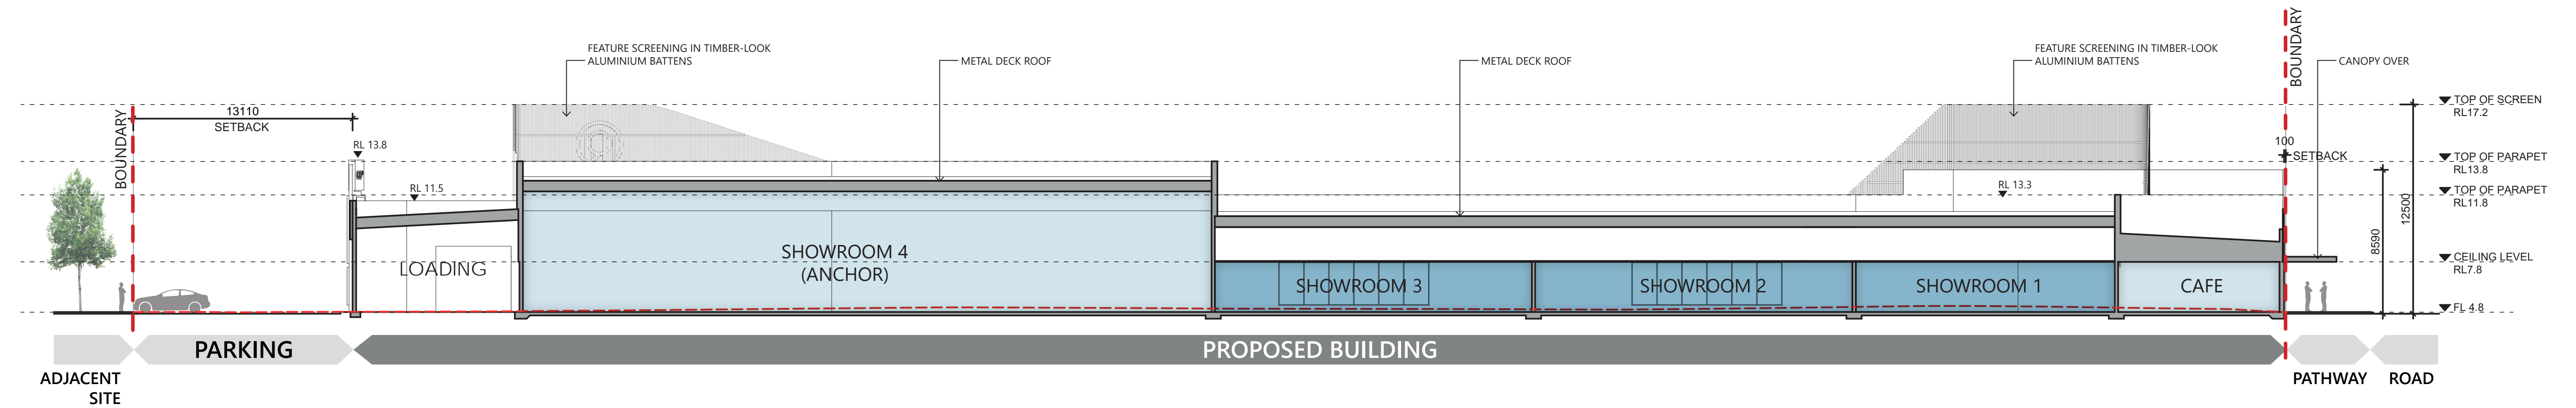 FEATURE SCREENING IN TIMBER-LOOK
ALUMINIUM BATTENS
METAL DECK ROOF
METAL DECK ROOF
FEATURE SCREENING IN TIMBER-LOOK
ALUMINIUM BATTENS
BOUNDARY
CANOPY OVER
BOUNDARY
13110
SETBACK
RL 13.8
RL 11.5
RL 13.3
100
SETBACK
TOP OF SCREEN
RL17.2
TOP OF PARAPET
RL13.8
TOP OF PARAPET
RL11.8
12500
8590
CEILING LEVEL
RL7.8
FL 4.8
LOADING
SHOWROOM 4
(ANCHOR)
SHOWROOM 3
SHOWROOM 2
SHOWROOM 1
CAFE
PARKING
PROPOSED BUILDING
ADJACENT
SITE
PATHWAY
ROAD